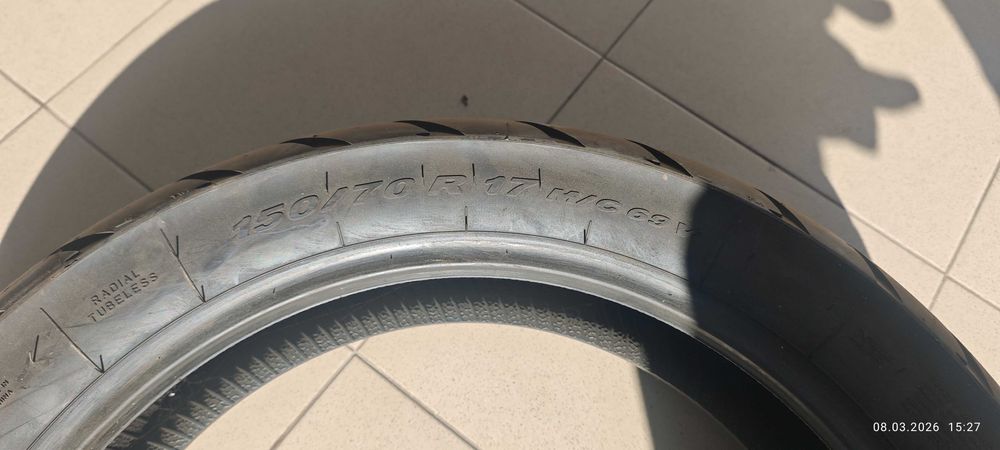 150/70 R 17 M/C 69 V
RADIAL
TUBELESS
08.03.2026 15:27